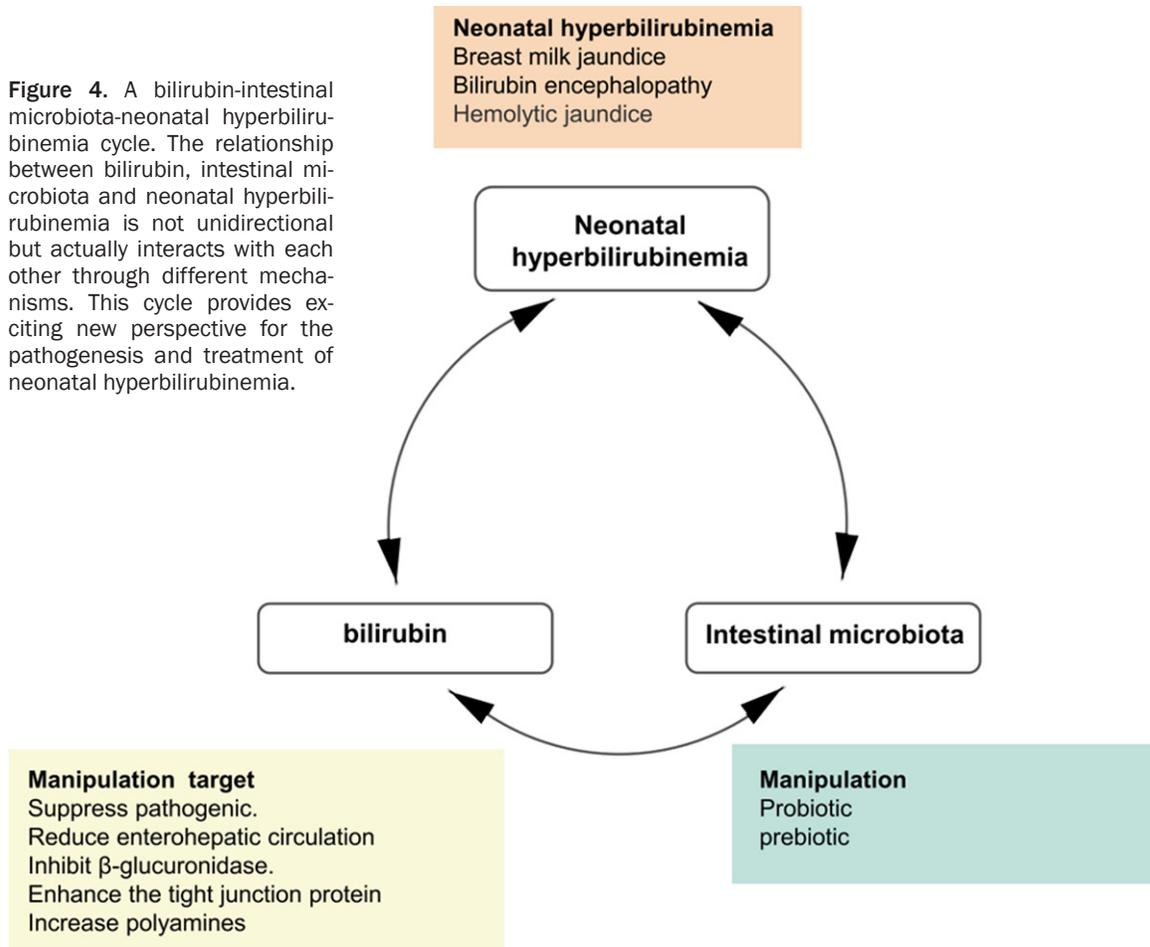 Figure 4. A bilirubin-intestinal
microbiota-neonatal hyperbiliru-
binemia cycle. The relationship
between bilirubin, intestinal mi-
crobiota and neonatal hyperbili-
rubinemia is not unidirectional
but actually interacts with each
other through different mecha-
nisms. This cycle provides ex-
citing new perspective for the
pathogenesis and treatment of
neonatal hyperbilirubinemia.
Neonatal hyperbilirubinemia
Breast milk jaundice
Bilirubin encephalopathy
Hemolytic jaundice
Neonatal
hyperbilirubinemia
bilirubin
Intestinal microbiota
Manipulation target
Suppress pathogenic.
Reduce enterohepatic circulation
Inhibit β-glucuronidase.
Enhance the tight junction protein
Increase polyamines
Manipulation
Probiotic
prebiotic